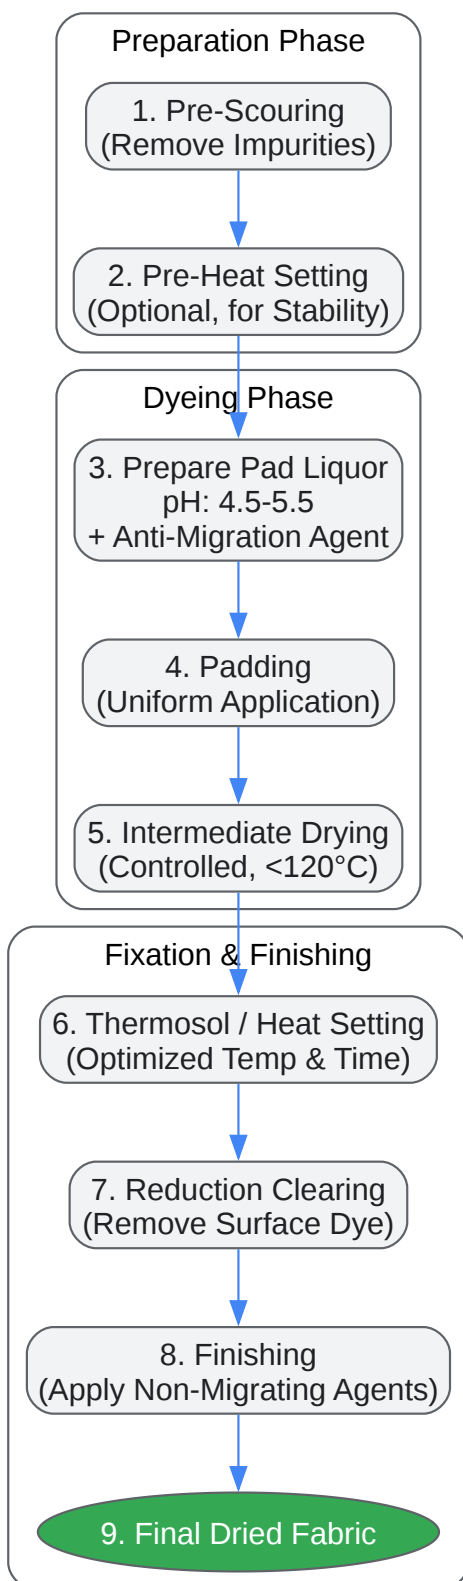 Preparation Phase
1. Pre-Scouring
(Remove Impurities)
2. Pre-Heat Setting
(Optional, for Stability)
Dyeing Phase
3. Prepare Pad Liquor
pH: 4.5-5.5
+ Anti-Migration Agent
4. Padding
(Uniform Application)
5. Intermediate Drying
(Controlled, <120°C)
Fixation & Finishing
6. Thermosol / Heat Setting
(Optimized Temp & Time)
7. Reduction Clearing
(Remove Surface Dye)
8. Finishing
(Apply Non-Migrating Agents)
9. Final Dried Fabric